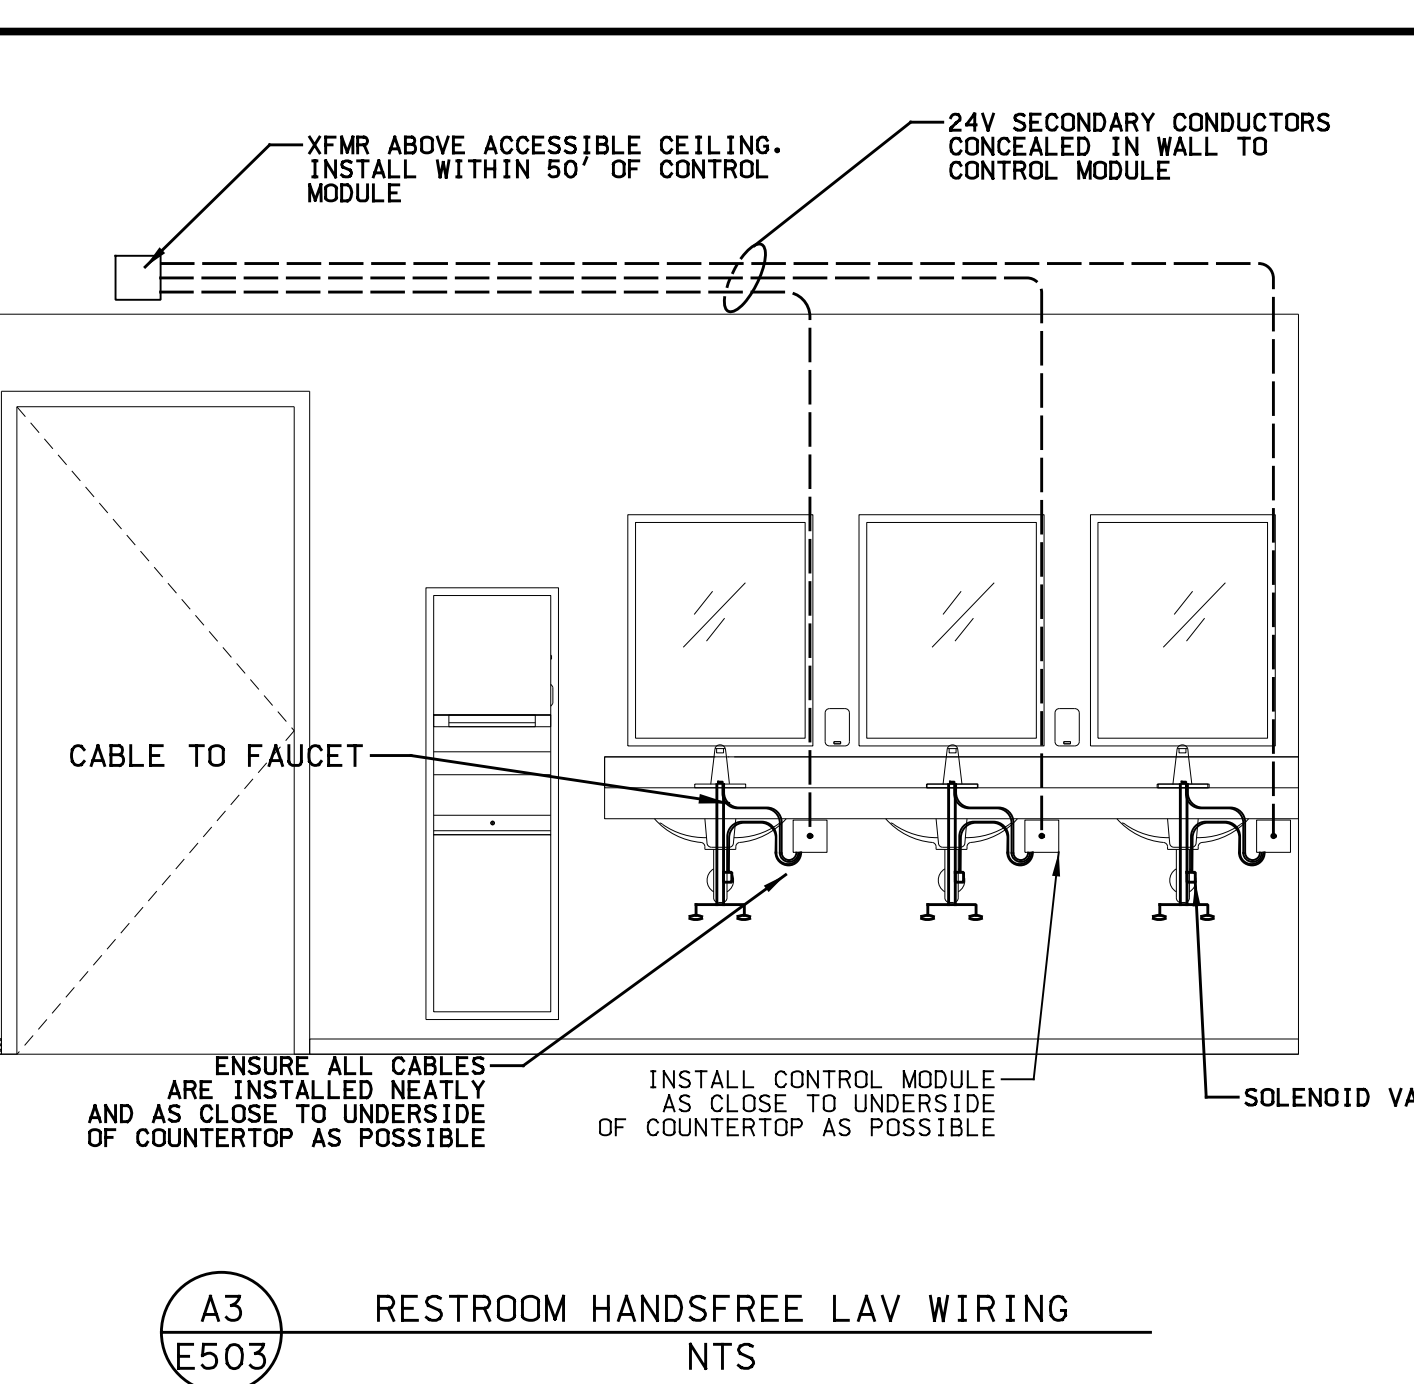 XFMR ABOVE ACCESSIBLE CEILING.
INSTALL WITHIN 50' OF CONTROL
MODULE
24V SECONDARY CONDUCTORS
CONCEALED IN WALL TO
CONTROL MODULE
CABLE TO FAUCET
ENSURE ALL CABLES
ARE INSTALLED NEATLY
AND AS CLOSE TO UNDERSIDE
OF COUNTERTOP AS POSSIBLE
INSTALL CONTROL MODULE
AS CLOSE TO UNDERSIDE
OF COUNTERTOP AS POSSIBLE
SOLENOID
A3
E503
RESTROOM HANDSFREE LAV WIRING
NTS